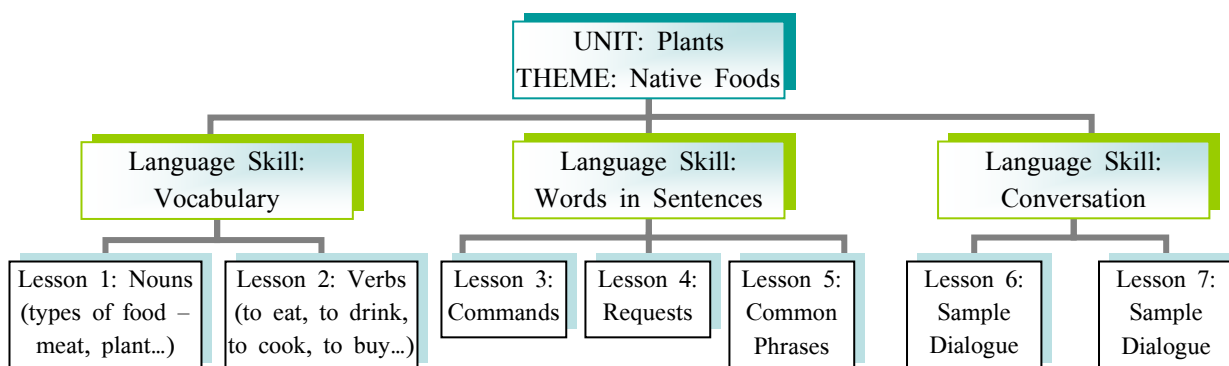 UNIT: Plants
THEME: Native Foods
Language Skill:
Vocabulary
Language Skill:
Words in Sentences
Language Skill:
Conversation
Lesson 1: Nouns
(types of food –
meat, plant…)
Lesson 2: Verbs
(to eat, to drink,
to cook, to buy…)
Lesson 3:
Commands
Lesson 4:
Requests
Lesson 5:
Common
Phrases
Lesson 6:
Sample
Dialogue
Lesson 7:
Sample
Dialogue